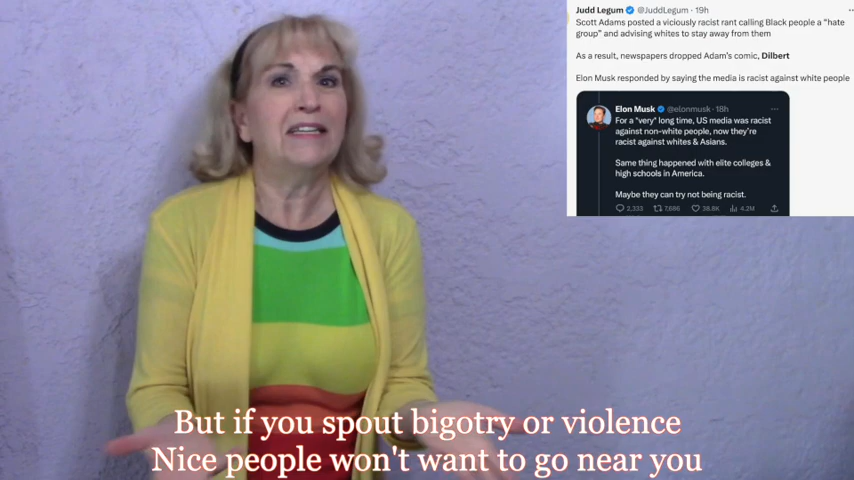 Judd Legum @JuddLegum · 19h
Scott Adams posted a viciously racist rant calling Black people a "hate
group" and advising whites to stay away from them
As a result, newspapers dropped Adam's comic, Dilbert
Elon Musk responded by saying the media is racist against white people
Elon Musk @elonmusk · 18h
For a "very" long time, US media was racist
against non-white people, now they're
racist against whites & Asians.
Same thing happened with elite colleges &
high schools in America.
Maybe they can try not being racist.
2,333 7,686 38.8K 4.2M
But if you spout bigotry or violence
Nice people won't want to go near you